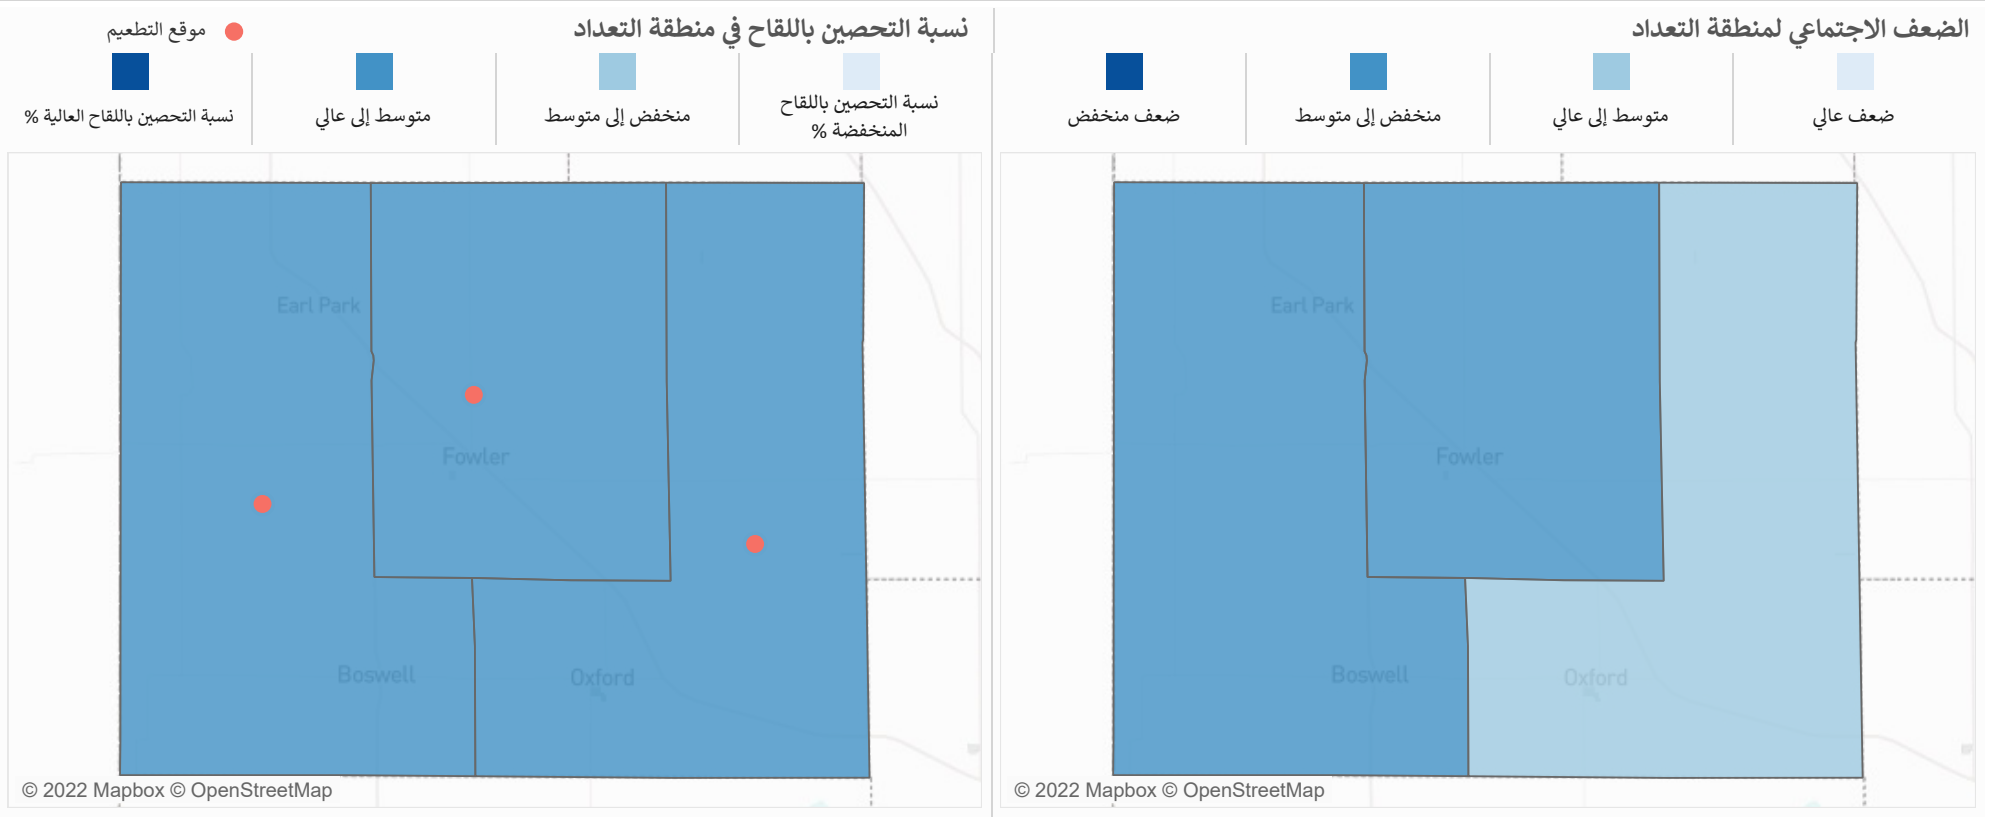 الضعف الاجتماعي لمنطقة التعداد
ضعف عالي
متوسط إلى عالي
منخفض إلى متوسط
ضعف منخفض
Earl Park
Fowler
Boswell
Oxford
© 2022 Mapbox © OpenStreetMap
نسبة التحصين باللقاح في منطقة التعداد
موقع التطعيم
نسبة التحصين باللقاح
المنخفضة %
منخفض إلى متوسط
متوسط إلى عالي
نسبة التحصين باللقاح العالية %
Earl Park
Fowler
Boswell
Oxford
© 2022 Mapbox © OpenStreetMap